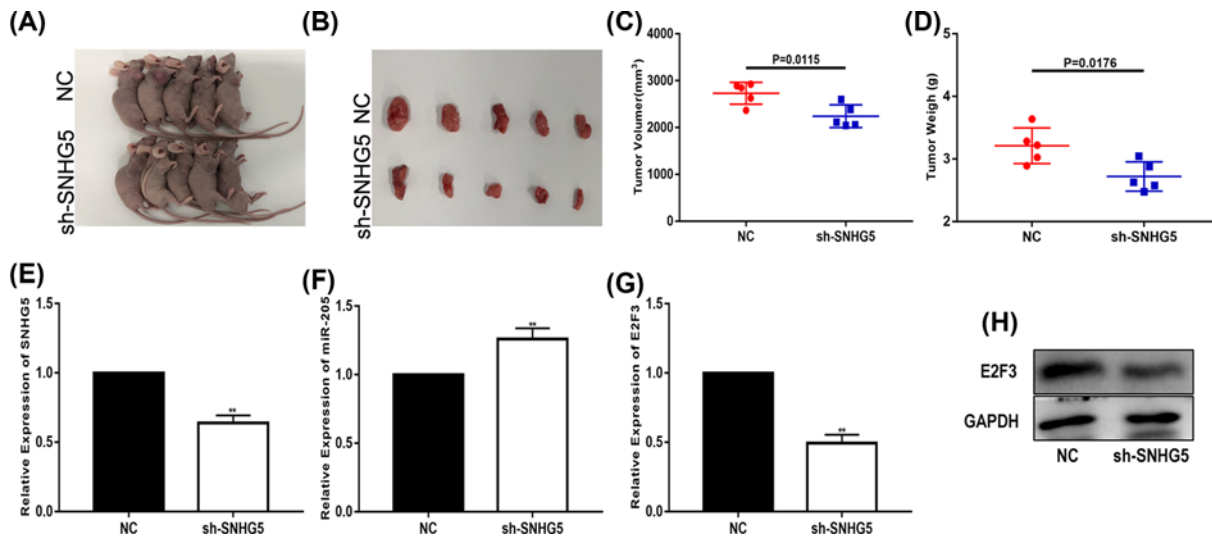 (A)
NC
sh-SNHG5
(B)
NC
sh-SNHG5
(C)
Tumor Volumer(mm³)
4000
3000
2000
1000
0
P=0.0115
NC
sh-SNHG5
(D)
Tumor Weigh (g)
5
4
3
2
P=0.0176
NC
sh-SNHG5
(E)
Relative Expression of SNHG5
1.5
1.0
0.5
0.0
**
NC
sh-SNHG5
(F)
Relative Expression of miR-205
1.5
1.0
0.5
0.0
**
NC
sh-SNHG5
(G)
Relative Expression of E2F3
1.5
1.0
0.5
0.0
**
NC
sh-SNHG5
(H)
E2F3
GAPDH
NC
sh-SNHG5